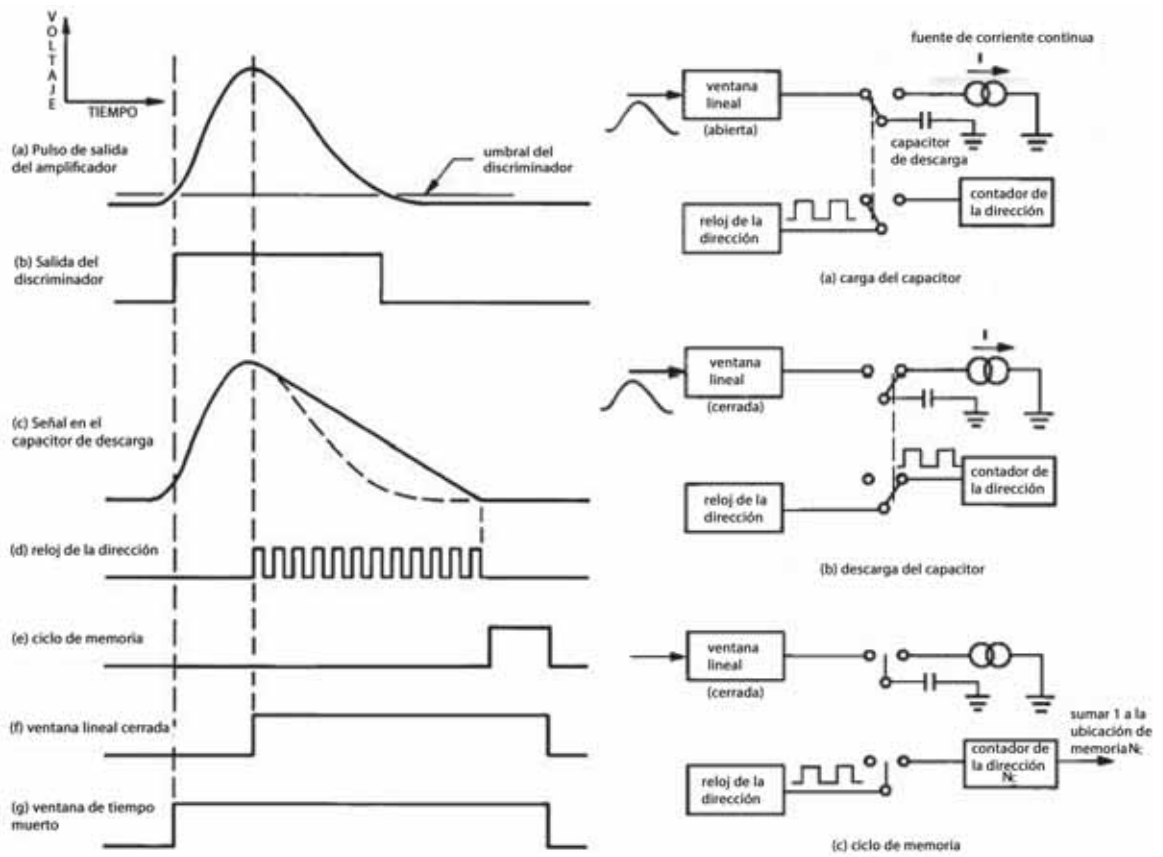 VOLTAJE
TIEMPO
(a) Pulso de salida
del amplificador
umbral del
discriminador
(b) Salida del
discriminador
(c) Señal en el
capacitor de descarga
(d) reloj de la dirección
(e) ciclo de memoria
(f) ventana lineal cerrada
(g) ventana de tiempo
muerto
fuente de corriente continua
I
ventana
lineal
(abierta)
capacitor
de descarga
reloj de la
dirección
contador de
la dirección
(a) carga del capacitor
I
ventana
lineal
(cerrada)
reloj de la
dirección
contador de
la dirección
(b) descarga del capacitor
ventana
lineal
(cerrada)
reloj de la
dirección
contador de
la dirección
Nc
sumar 1 a la
ubicación de
memoria Nc
(c) ciclo de memoria